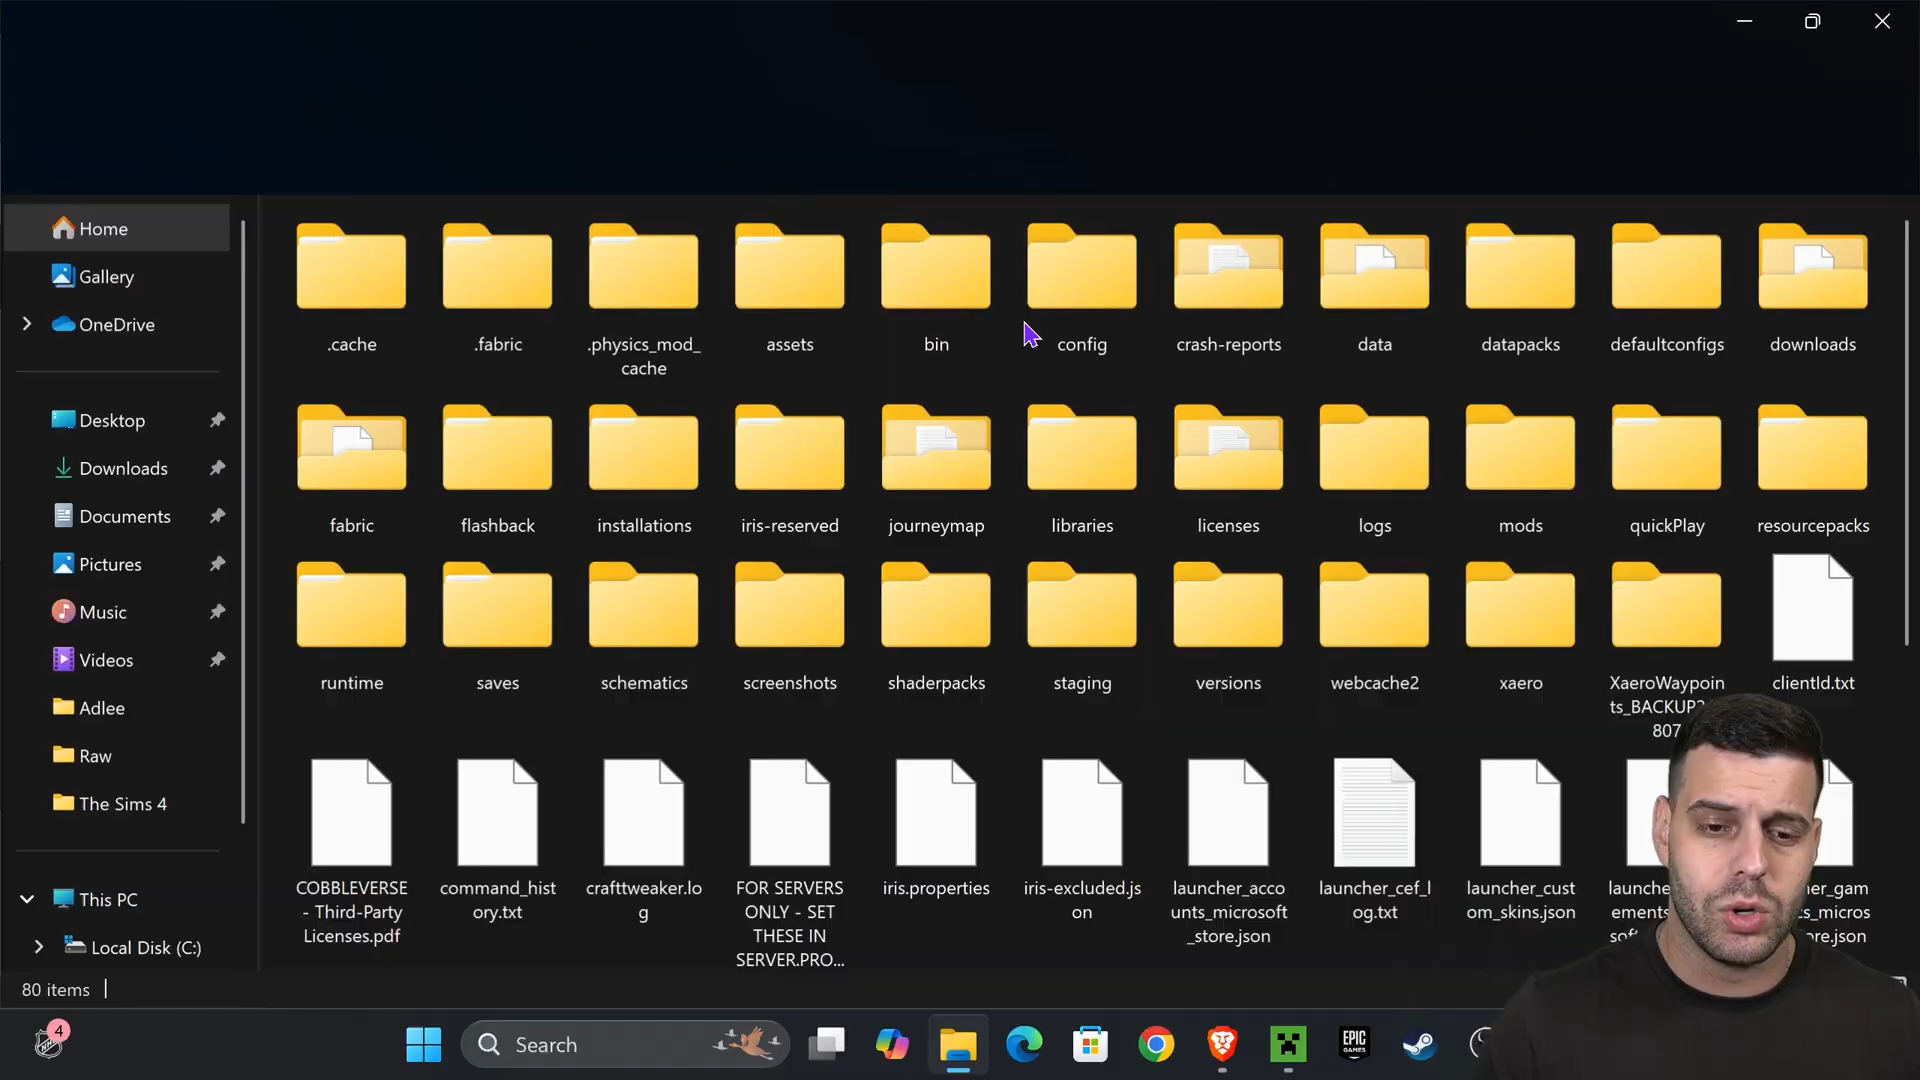 Home
Gallery
OneDrive
Desktop
Downloads
Documents
Pictures
Music
Videos
Adlee
Raw
The Sims 4
This PC
Local Disk (C:)
.cache
.fabric
.physics_mod_
cache
assets
bin
config
crash-reports
data
datapacks
defaultconfigs
downloads
fabric
flashback
installations
iris-reserved
journeymap
libraries
licenses
logs
mods
quickPlay
resourcepacks
runtime
saves
schematics
screenshots
shaderpacks
staging
versions
webcache2
xaero
XaeroWaypoin
ts_BACKUP
807
clientId.txt
COBBLEVERSE
- Third-Party
Licenses.pdf
command_hist
ory.txt
crafttweaker.lo
g
FOR SERVERS
ONLY - SET
THESE IN
SERVER.PRO...
iris.properties
iris-excluded.js
on
launcher_acco
unts_microsoft
_store.json
launcher_cef_l
og.txt
launcher_cust
om_skins.json
80 items
4
Search
EPIC
GAMES